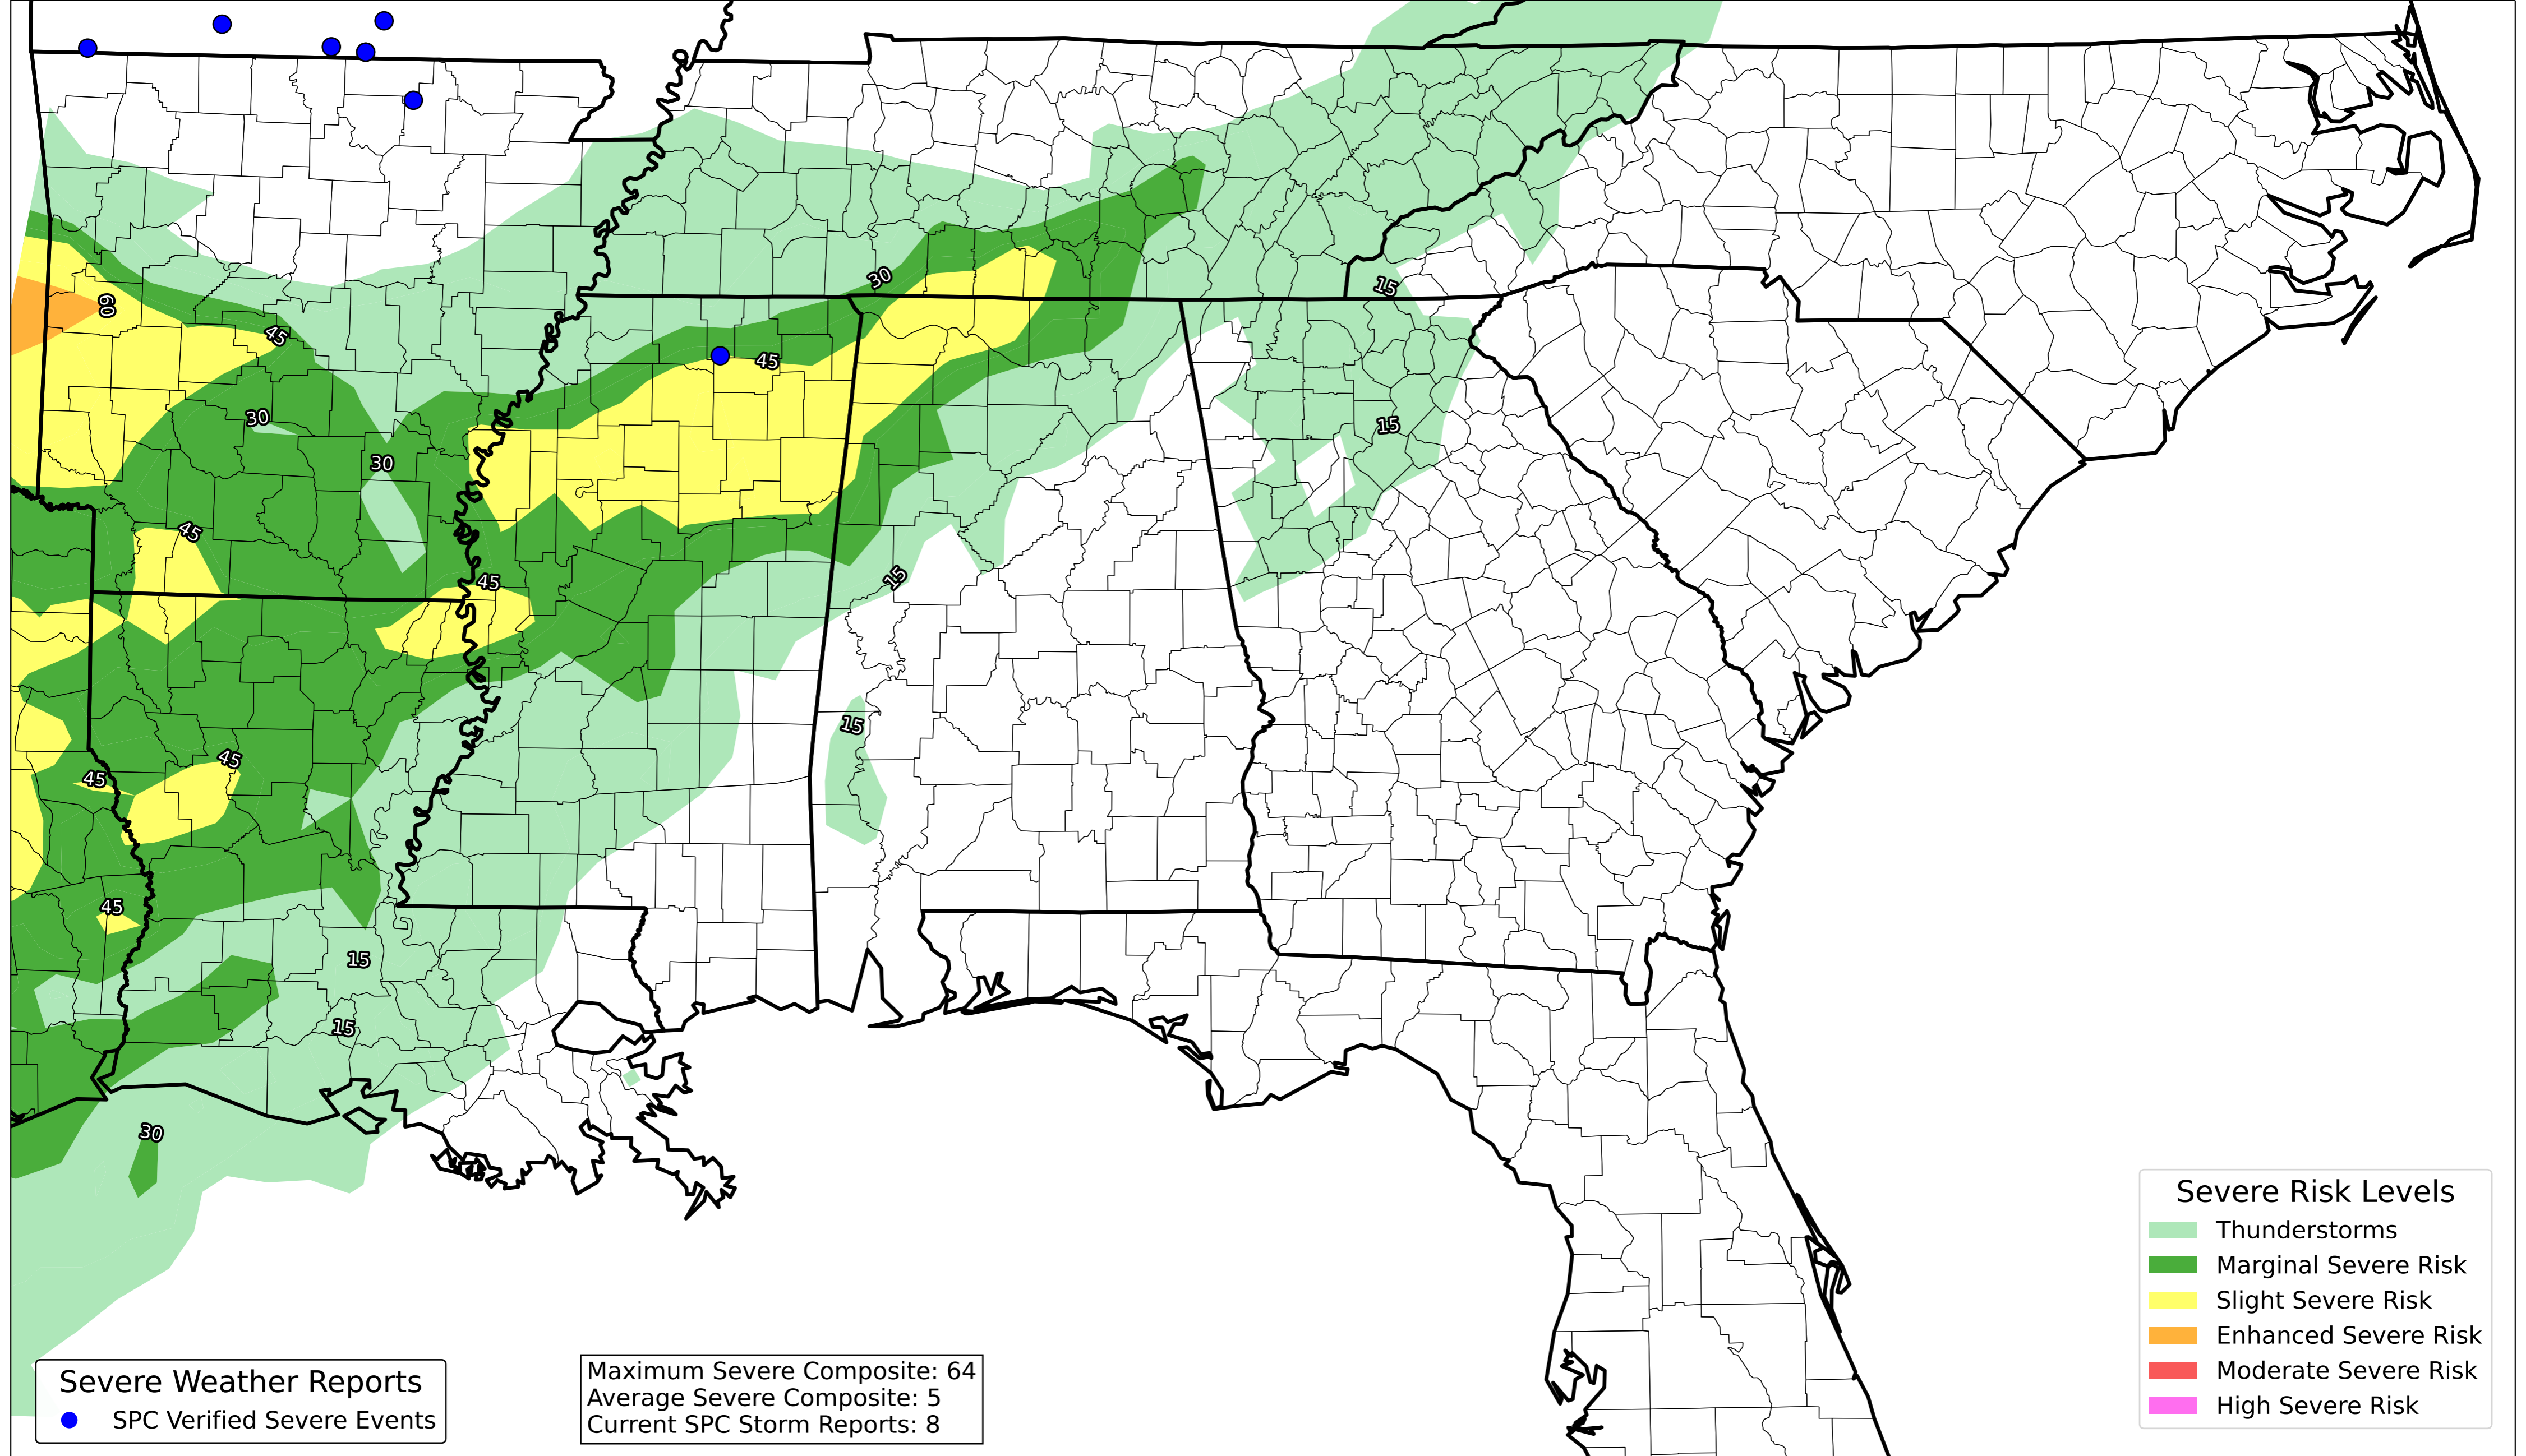 30
15
60
45
45
30
15
30
45
45
15
15
45
45
45
15
15
30
Severe Weather Reports
SPC Verified Severe Events
Maximum Severe Composite: 64
Average Severe Composite: 5
Current SPC Storm Reports: 8
Severe Risk Levels
Thunderstorms
Marginal Severe Risk
Slight Severe Risk
Enhanced Severe Risk
Moderate Severe Risk
High Severe Risk